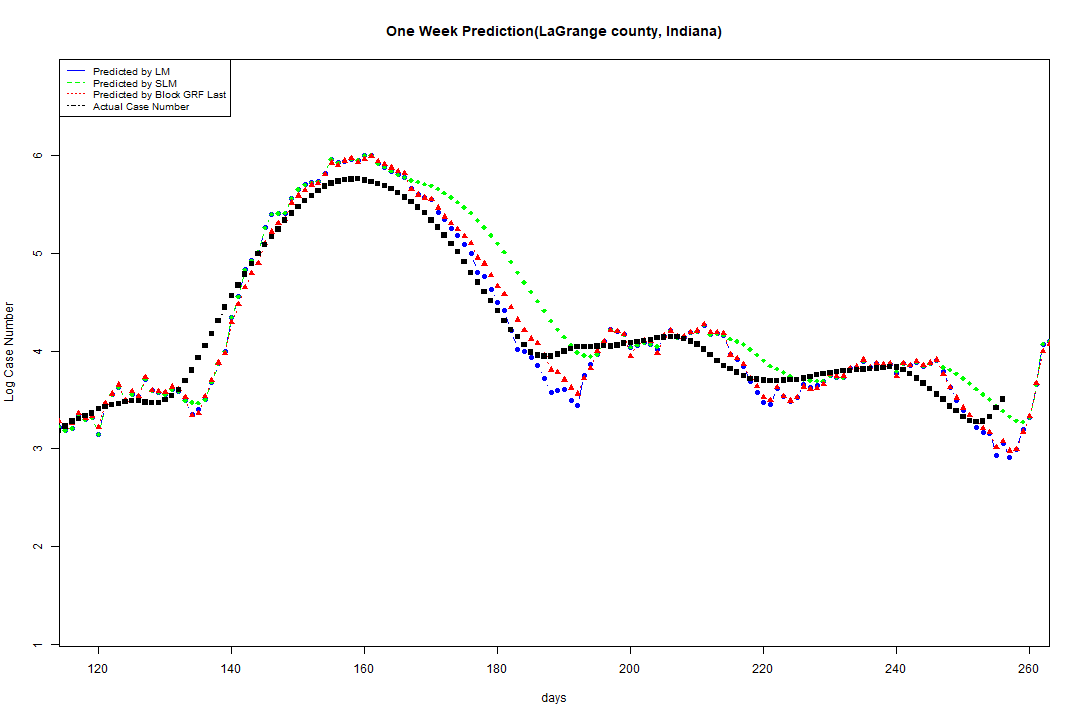 One Week Prediction(LaGrange county, Indiana)
Predicted by LM
Predicted by SLM
Predicted by Block GRF Last
Actual Case Number
Log Case Number
6
5
4
3
2
1
120 140 160 180 200 220 240 260
days